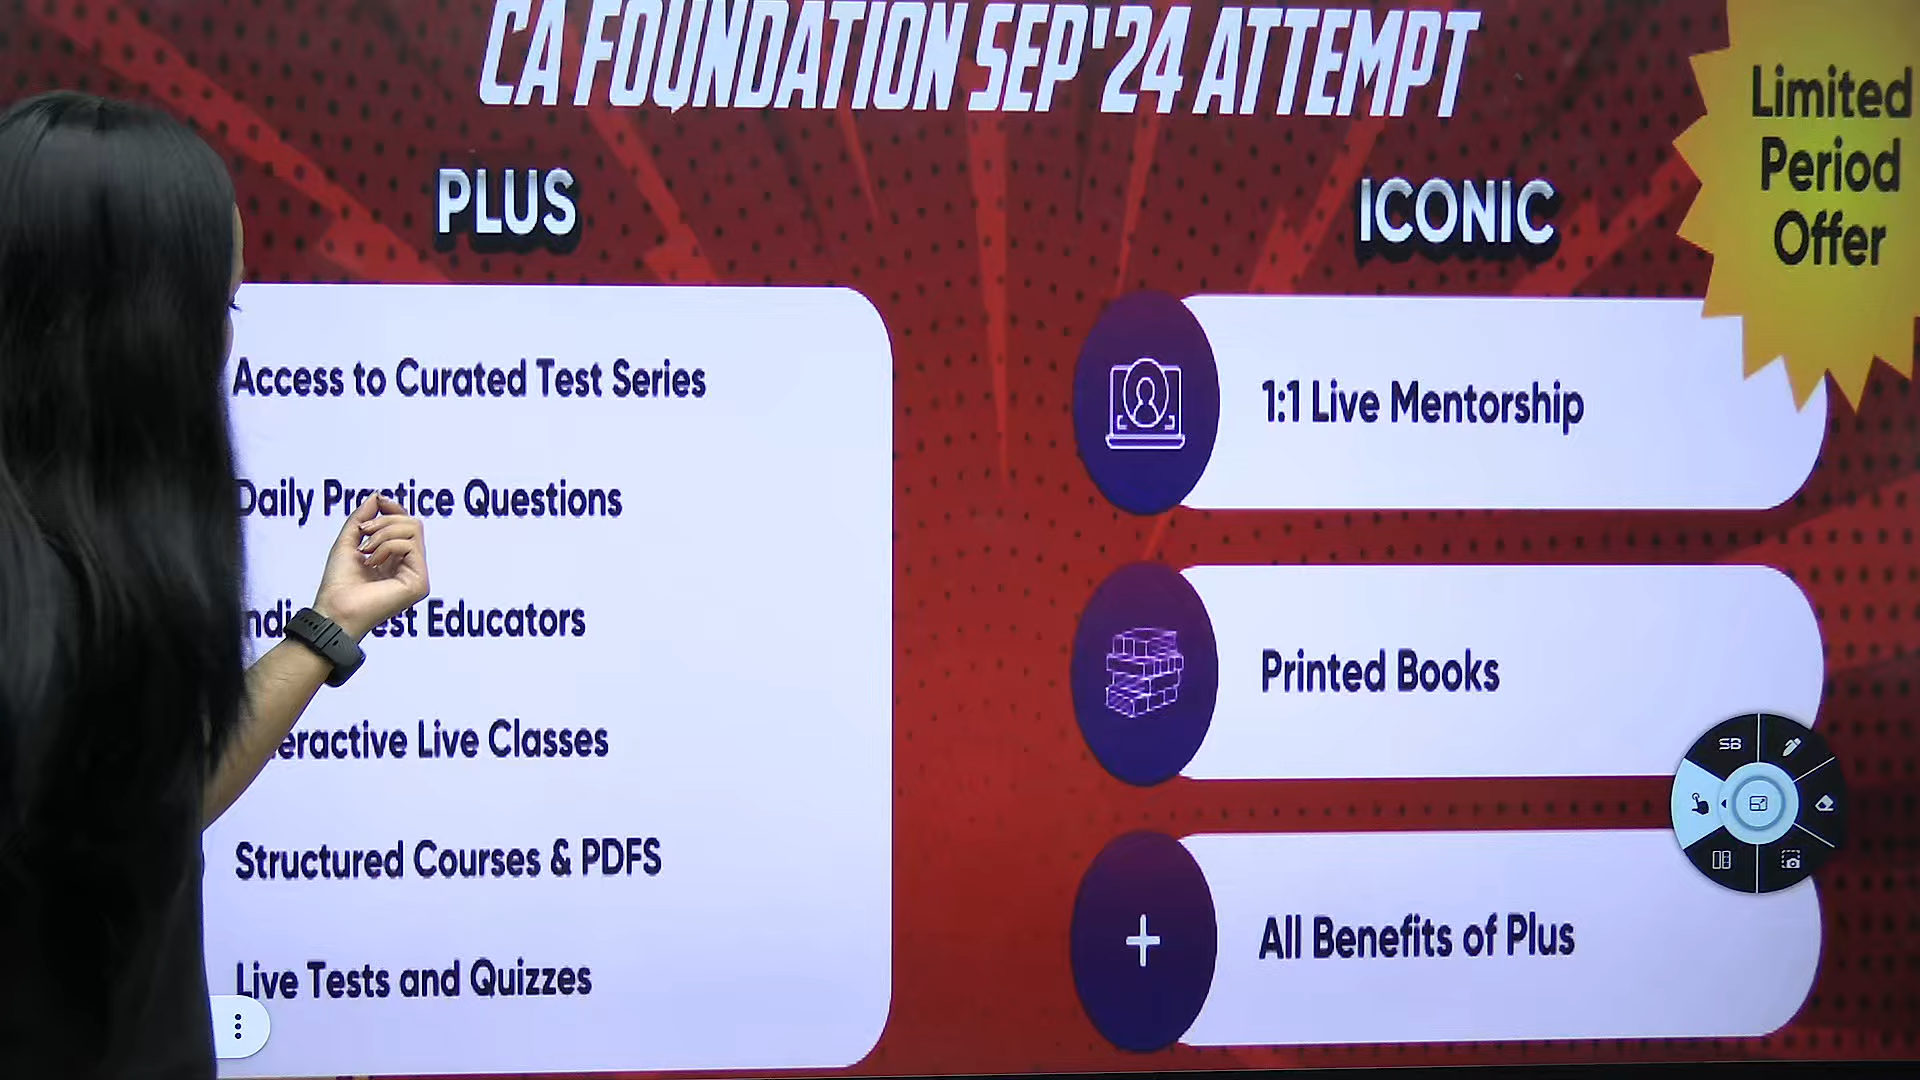 CA FOUNDATION SEP'24 ATTEMPT
Limited
Period
Offer
PLUS
ICONIC
Access to Curated Test Series
Daily Practice Questions
Educators
Live Classes
Structured Courses & PDFS
Live Tests and Quizzes
1:1 Live Mentorship
Printed Books
All Benefits of Plus
SB